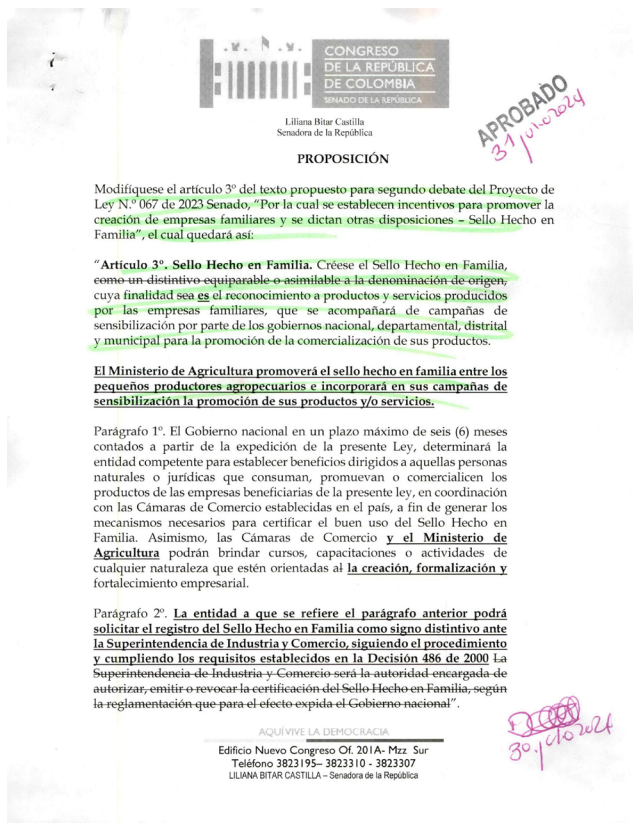 CONGRESO
DE LA REPÚBLICA
DE COLOMBIA
SENADO DE LA REPÚBLICA
Liliana Bitar Castilla
Senadora de la República
APROBADO
31 julio 2024
PROPOSICIÓN
Modifíquese el artículo 3º del texto propuesto para segundo debate del Proyecto de
Ley N.º 067 de 2023 Senado, "Por la cual se establecen incentivos para promover la
creación de empresas familiares y se dictan otras disposiciones – Sello Hecho en
Familia", el cual quedará así:
"Artículo 3º. Sello Hecho en Familia. Créese el Sello Hecho en Familia,
como un distintivo equiparable o asimilable a la denominación de origen,
cuya finalidad sea es el reconocimiento a productos y servicios producidos
por las empresas familiares, que se acompañará de campañas de
sensibilización por parte de los gobiernos nacional, departamental, distrital
y municipal para la promoción de la comercialización de sus productos.
El Ministerio de Agricultura promoverá el sello hecho en familia entre los
pequeños productores agropecuarios e incorporará en sus campañas de
sensibilización la promoción de sus productos y/o servicios.
Parágrafo 1º. El Gobierno nacional en un plazo máximo de seis (6) meses
contados a partir de la expedición de la presente Ley, determinará la
entidad competente para establecer beneficios dirigidos a aquellas personas
naturales o jurídicas que consuman, promuevan o comercialicen los
productos de las empresas beneficiarias de la presente ley, en coordinación
con las Cámaras de Comercio establecidas en el país, a fin de generar los
mecanismos necesarios para certificar el buen uso del Sello Hecho en
Familia. Asimismo, las Cámaras de Comercio y el Ministerio de
Agricultura podrán brindar cursos, capacitaciones o actividades de
cualquier naturaleza que estén orientadas al la creación, formalización y
fortalecimiento empresarial.
Parágrafo 2º. La entidad a que se refiere el parágrafo anterior podrá
solicitar el registro del Sello Hecho en Familia como signo distintivo ante
la Superintendencia de Industria y Comercio, siguiendo el procedimiento
y cumpliendo los requisitos establecidos en la Decisión 486 de 2000 La
Superintendencia de Industria y Comercio será la autoridad encargada de
autorizar, emitir o revocar la certificación del Sello Hecho en Familia, según
la reglamentación que para el efecto expida el Gobierno nacional".
30 julio 2024
AQUÍ VIVE LA DEMOCRACIA
Edificio Nuevo Congreso Of. 201A- Mzz Sur
Teléfono 3823195– 3823310 - 3823307
LILIANA BITAR CASTILLA – Senadora de la República